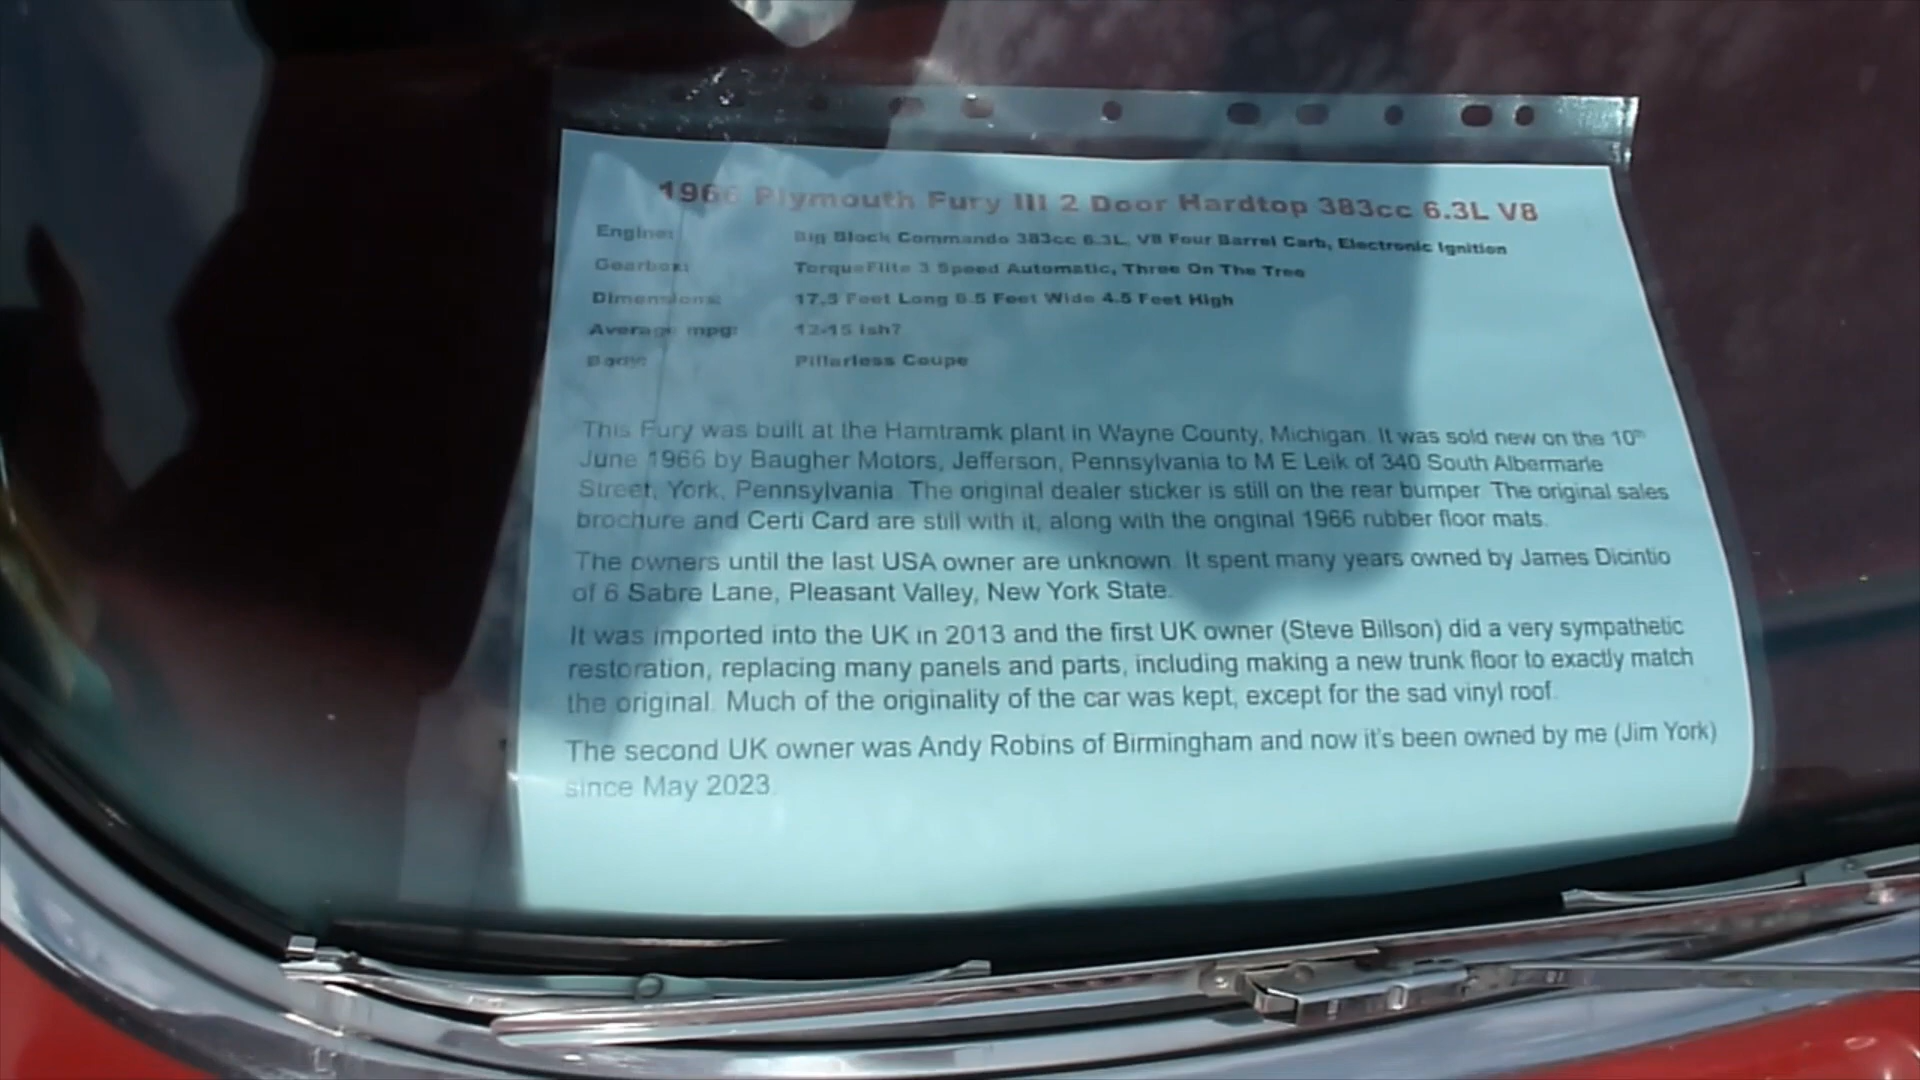 1966 Plymouth Fury III 2 Door Hardtop 383cc 6.3L V8
Engine: Big Block Commando 383cc 6.3L, V8 Four Barrel Carb, Electronic Ignition
Gearbox: TorqueFlite 3 Speed Automatic, Three On The Tree
Dimensions: 17.5 Feet Long 6.5 Feet Wide 4.5 Feet High
Average mpg: 12-15 ish?
Body: Pillarless Coupe
This Fury was built at the Hamtramk plant in Wayne County, Michigan. It was sold new on the 10th
June 1966 by Baugher Motors, Jefferson, Pennsylvania to M E Leik of 340 South Albermarle
Street, York, Pennsylvania. The original dealer sticker is still on the rear bumper. The original sales
brochure and Certi Card are still with it, along with the original 1966 rubber floor mats.
The owners until the last USA owner are unknown. It spent many years owned by James Dicintio
of 6 Sabre Lane, Pleasant Valley, New York State.
It was imported into the UK in 2013 and the first UK owner (Steve Billson) did a very sympathetic
restoration, replacing many panels and parts, including making a new trunk floor to exactly match
the original. Much of the originality of the car was kept, except for the sad vinyl roof.
The second UK owner was Andy Robins of Birmingham and now it's been owned by me (Jim York)
since May 2023.